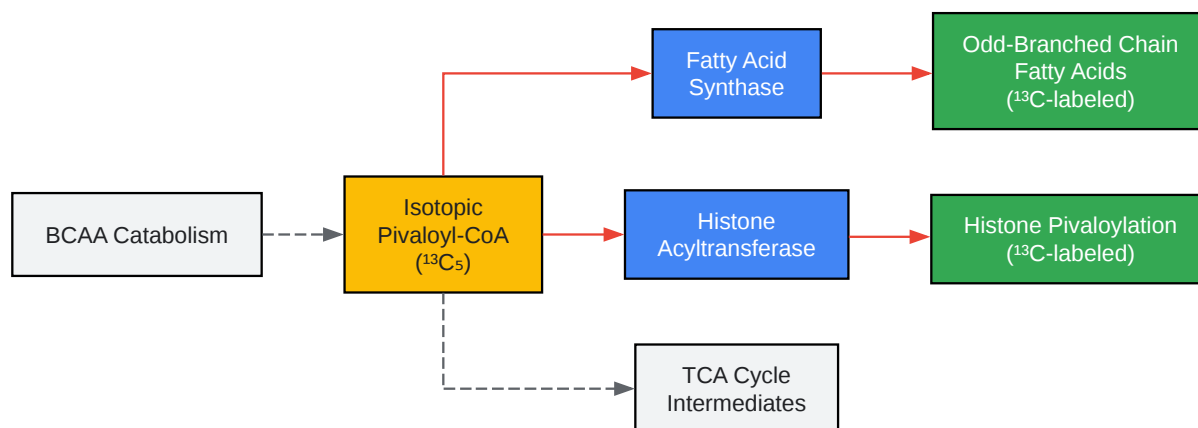 Fatty Acid
Synthase
Odd-Branched Chain
Fatty Acids
(¹³C-labeled)
BCAA Catabolism
Isotopic
Pivaloyl-CoA
(¹³C₅)
Histone
Acyltransferase
Histone Pivaloylation
(¹³C-labeled)
TCA Cycle
Intermediates